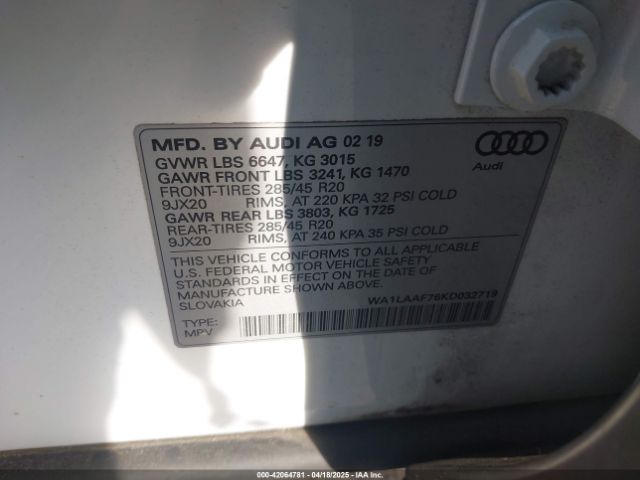 MFD. BY AUDI AG 02 19
GVWR LBS 6647, KG 3015
GAWR FRONT LBS 3241, KG 1470
FRONT-TIRES 285/45 R20
9JX20 RIMS, AT 220 KPA 32 PSI COLD
GAWR REAR LBS 3803, KG 1725
REAR-TIRES 285/45 R20
9JX20 RIMS, AT 240 KPA 35 PSI COLD
Audi
THIS VEHICLE CONFORMS TO ALL APPLICABLE
U.S. FEDERAL MOTOR VEHICLE SAFETY
STANDARDS IN EFFECT ON THE DATE OF
MANUFACTURE SHOWN ABOVE.
SLOVAKIA
WA1LAAF76KD032719
TYPE:
MPV
000-42064781 - 04/18/2025 - IAA Inc.